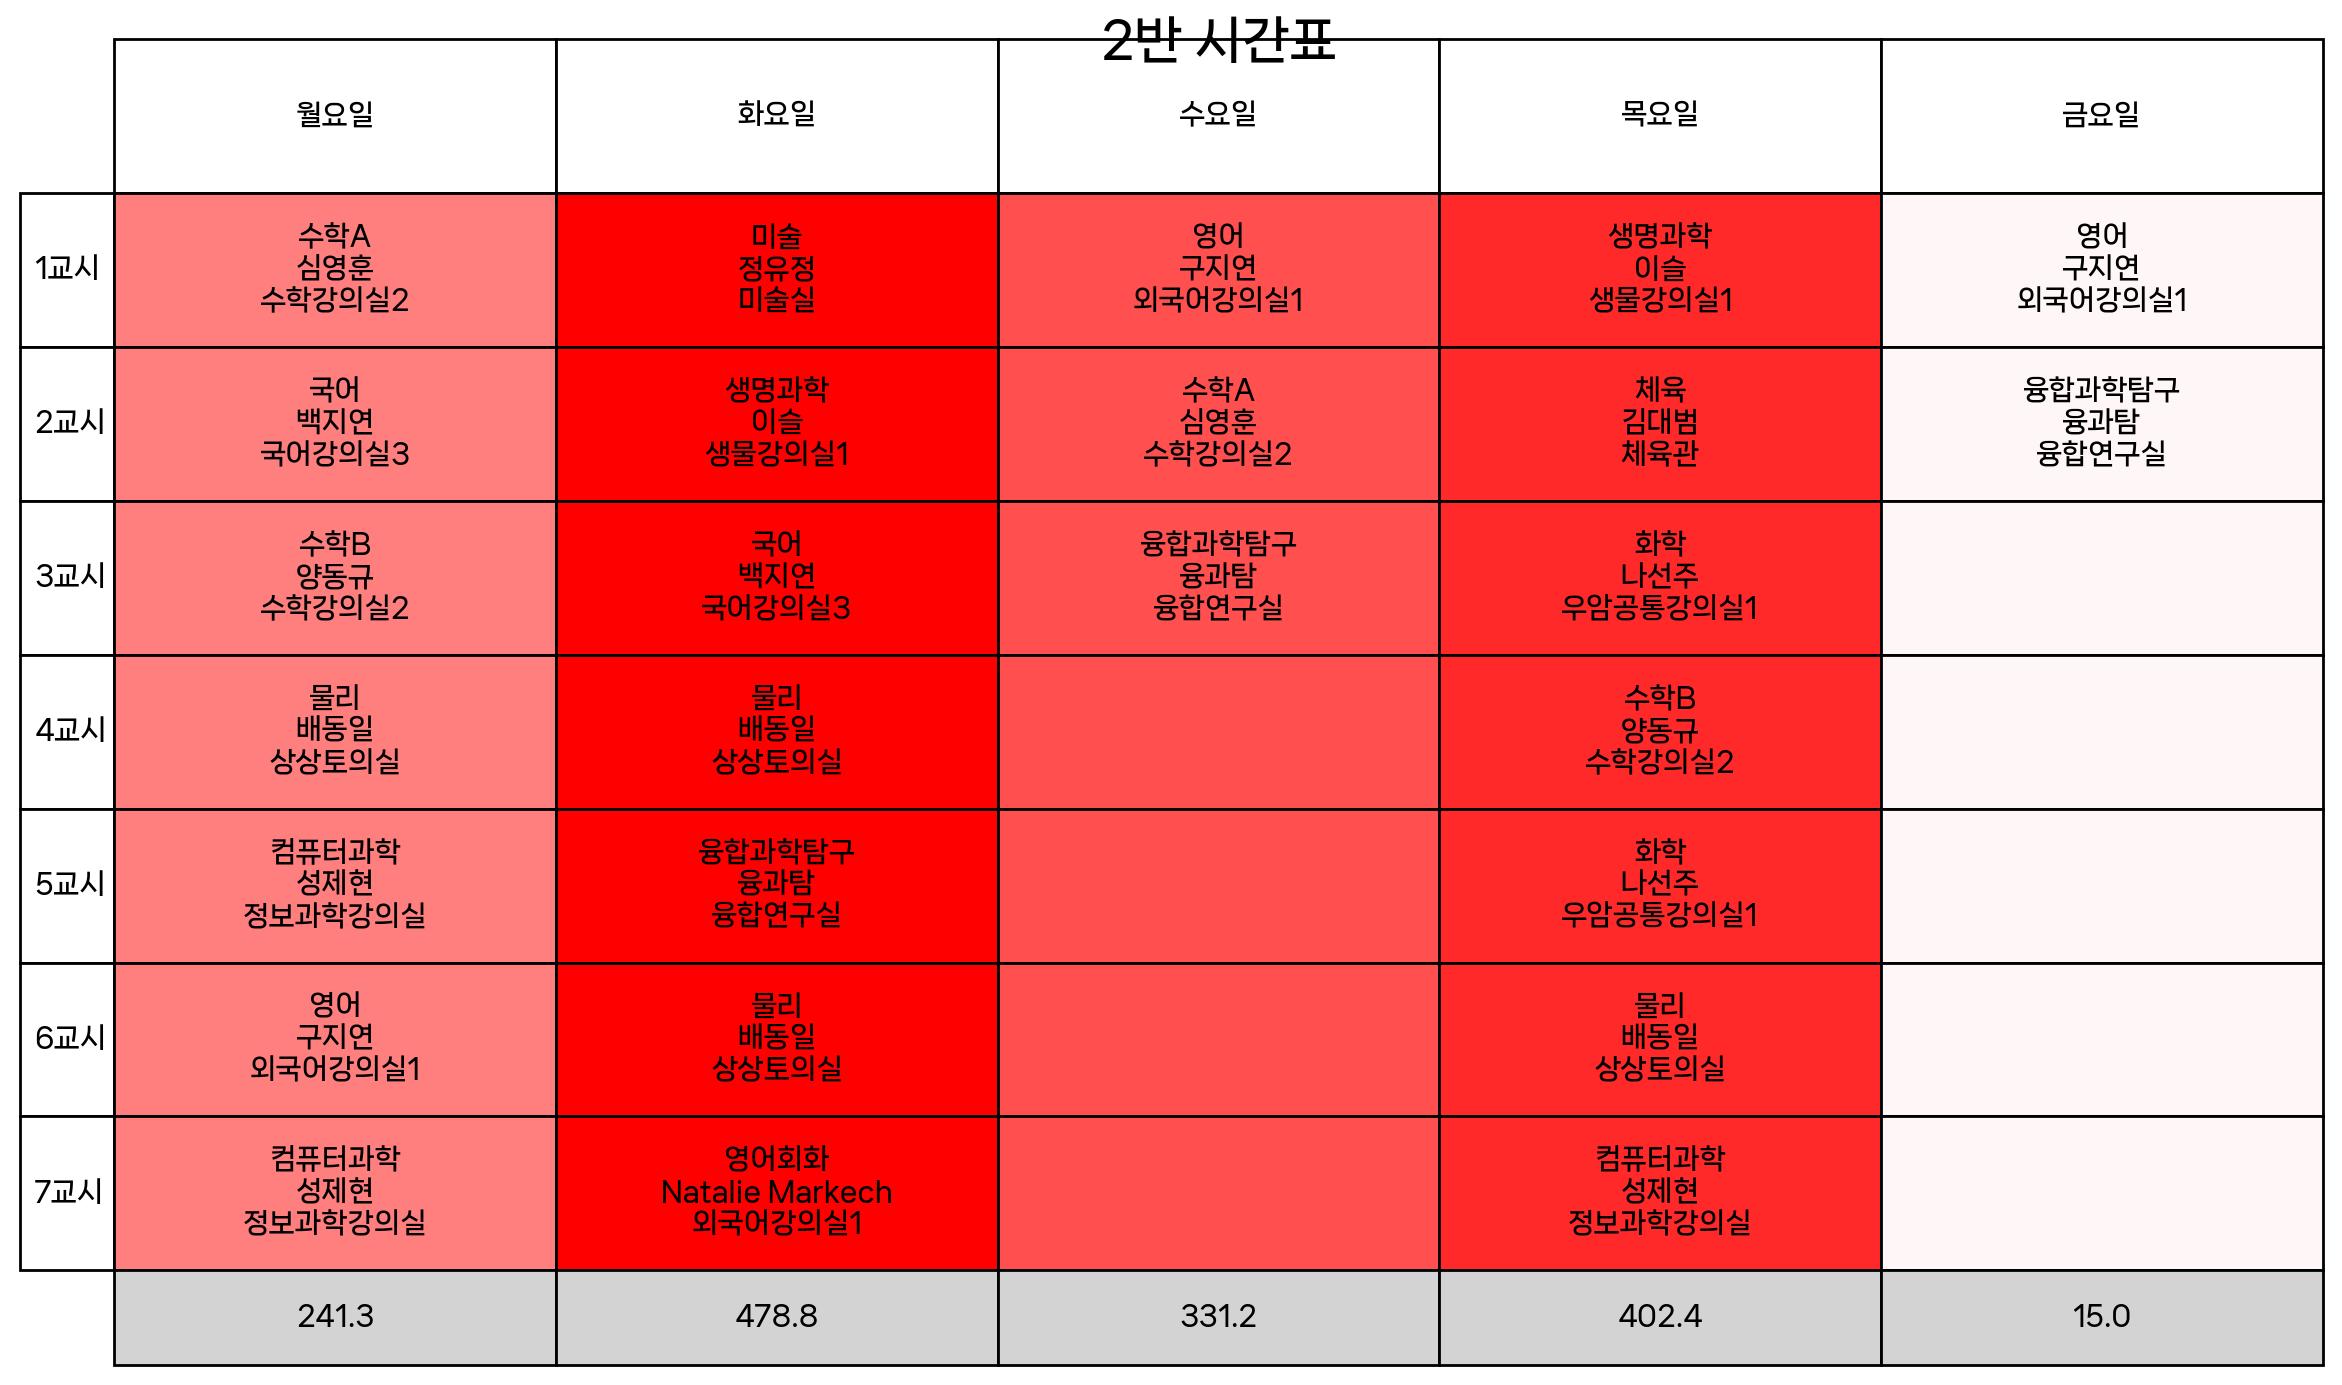 2반 시간표
월요일 화요일 수요일 목요일 금요일
1교시
수학A
심영훈
수학강의실2
미술
정유정
미술실
영어
구지연
외국어강의실1
생명과학
이슬
생물강의실1
영어
구지연
외국어강의실1
2교시
국어
백지연
국어강의실3
생명과학
이슬
생물강의실1
수학A
심영훈
수학강의실2
체육
김대범
체육관
융합과학탐구
융과탐
융합연구실
3교시
수학B
양동규
수학강의실2
국어
백지연
국어강의실3
융합과학탐구
융과탐
융합연구실
화학
나선주
우암공통강의실1
4교시
물리
배동일
상상토의실
물리
배동일
상상토의실
수학B
양동규
수학강의실2
5교시
컴퓨터과학
성제현
정보과학강의실
융합과학탐구
융과탐
융합연구실
화학
나선주
우암공통강의실1
6교시
영어
구지연
외국어강의실1
물리
배동일
상상토의실
물리
배동일
상상토의실
7교시
컴퓨터과학
성제현
정보과학강의실
영어회화
Natalie Markech
외국어강의실1
컴퓨터과학
성제현
정보과학강의실
241.3 478.8 331.2 402.4 15.0